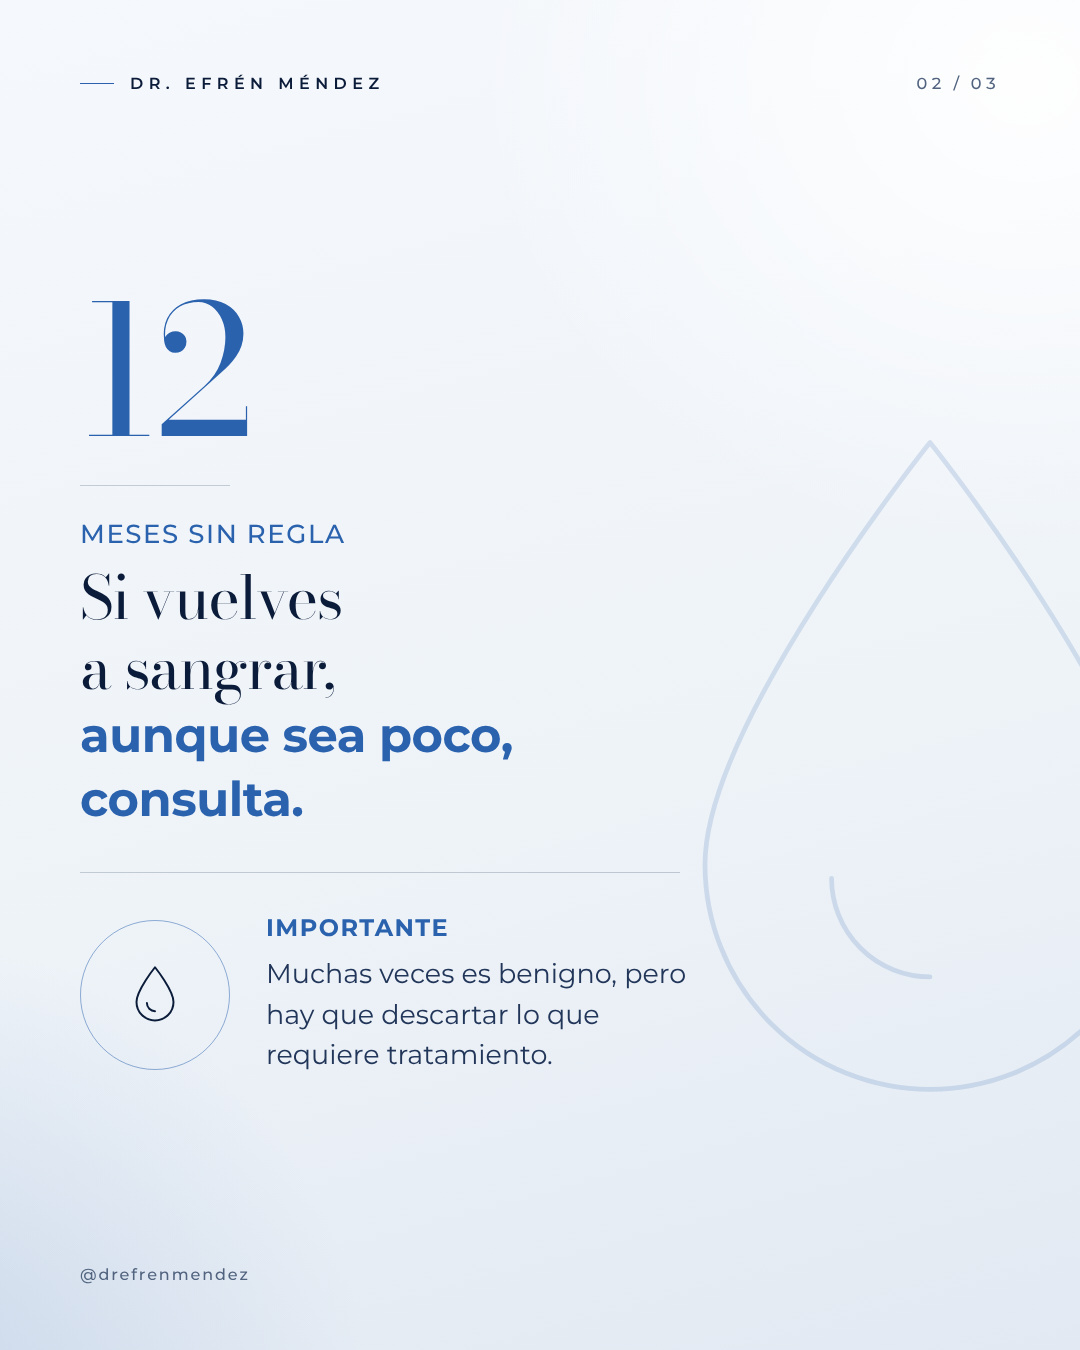 DR. EFRÉN MÉNDEZ
02 / 03
12
MESES SIN REGLA
Si vuelves
a sangrar,
aunque sea poco,
consulta.
IMPORTANTE
Muchas veces es benigno, pero
hay que descartar lo que
requiere tratamiento.
@drefrenmendez